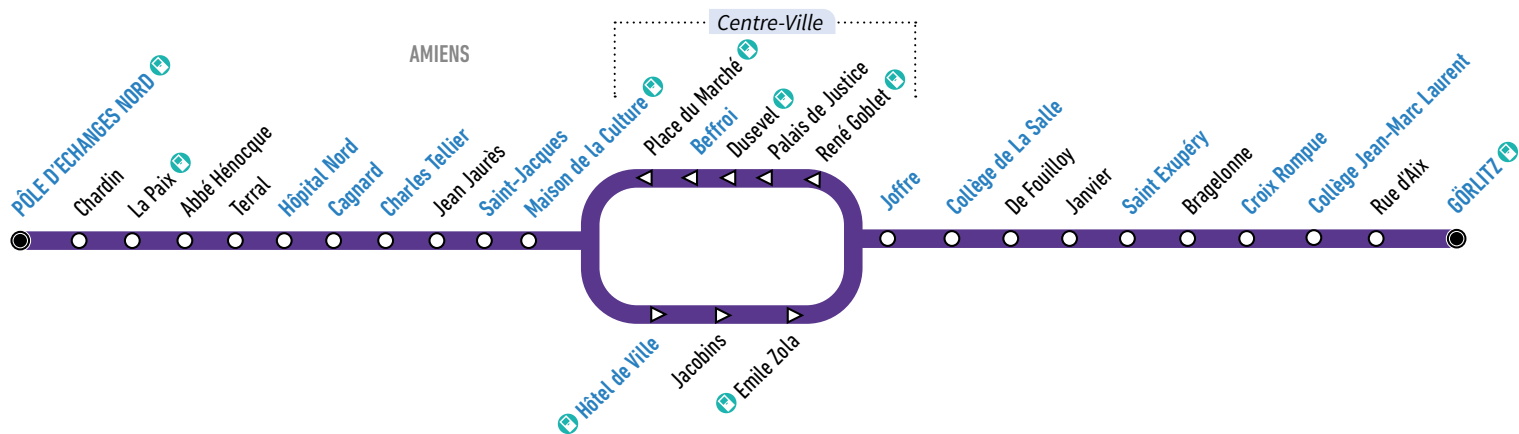 Centre-Ville
AMIENS
PÔLE D'ÉCHANGES NORD
Chardin
La Paix
Abbé Hénocque
Terral
Hôpital Nord
Cagnard
Charles Tellier
Jean Jaurès
Saint-Jacques
Maison de la Culture
Place du Marché
Beffroi
Dusevel
Palais de Justice
René Goblet
Joffre
Collège de La Salle
De Fouilloy
Janvier
Saint Exupéry
Bragelonne
Croix Rompue
Collège Jean-Marc Laurent
Rue d'Aix
GÖRLITZ
Hôtel de Ville
Jacobins
Emile Zola